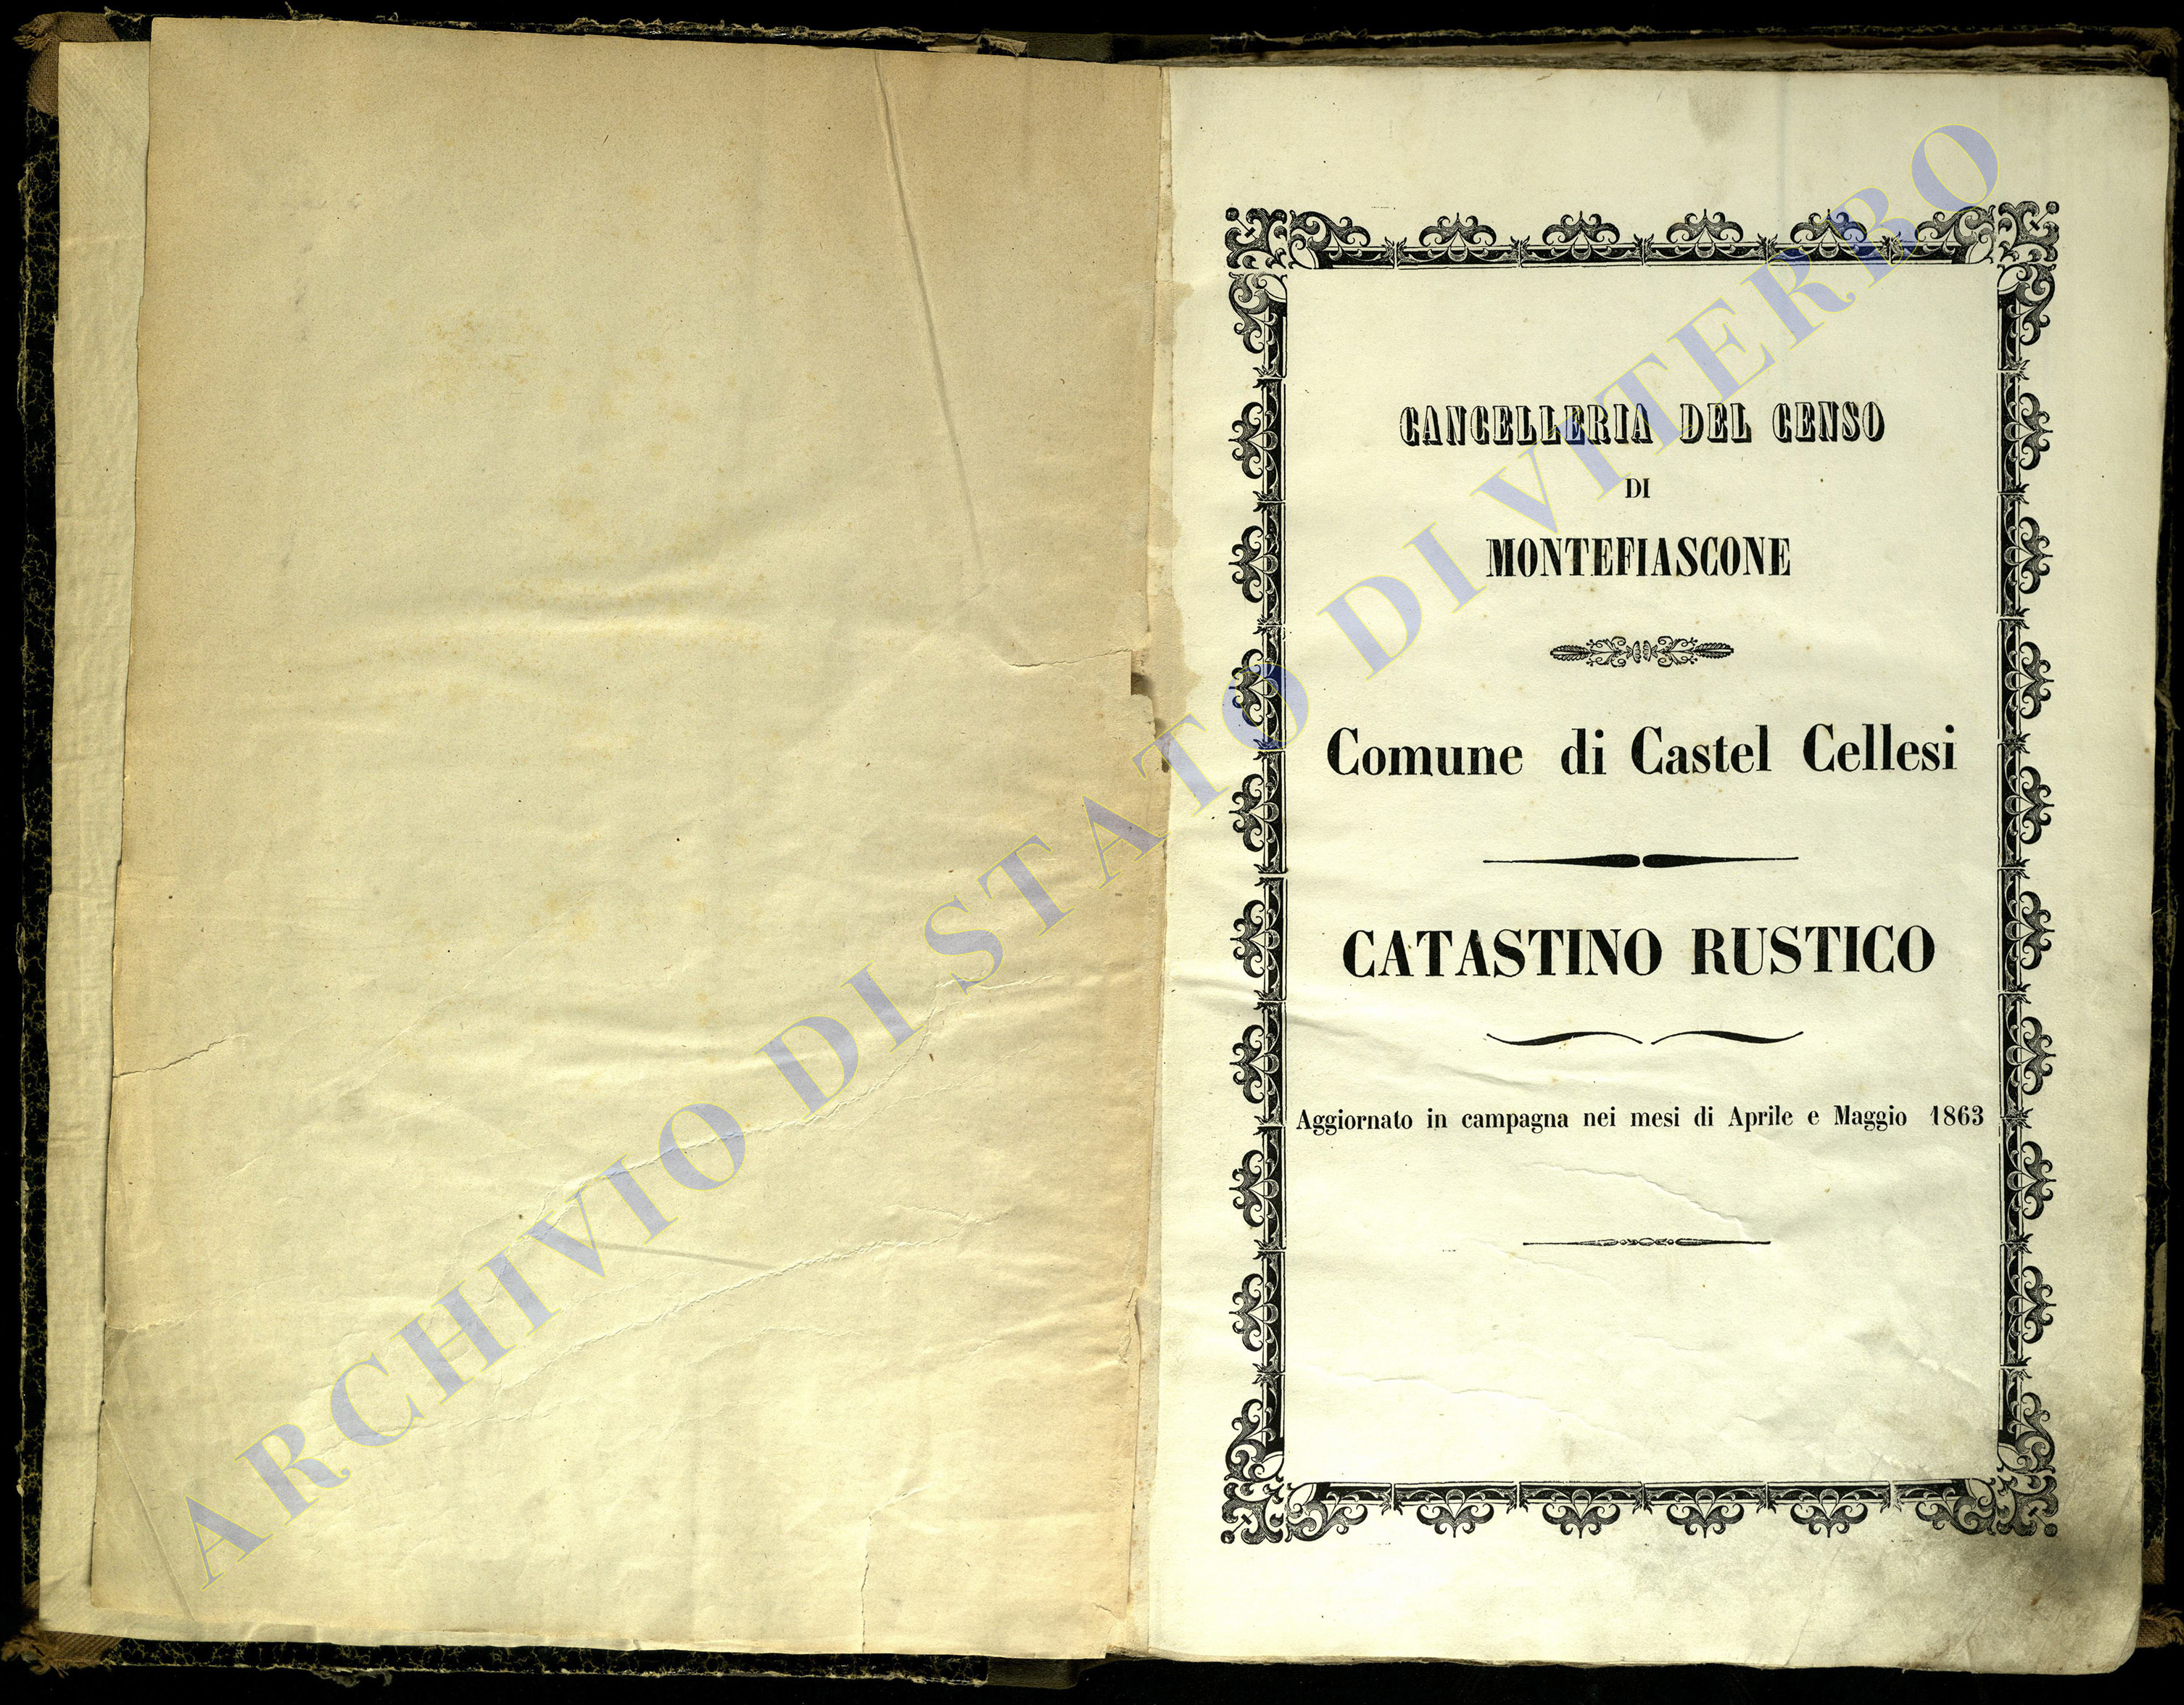 CANCELLERIA DEL CENSO
DI
MONTEFIASCONE
Comune di Castel Cellesi
CATASTINO RUSTICO
Aggiornato in campagna nei mesi di Aprile e Maggio 1863
ARCHIVIO DI STATO DI VITERBO